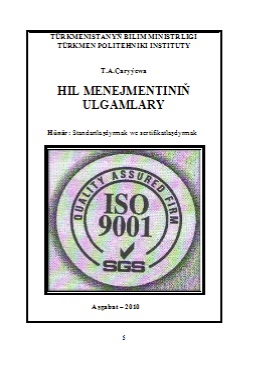 TÜRKMENISTANYŇ BILIM MINISTRLIGI
TÜRKMEN POLITEHNIKI INSTITUTY
T.A.Çaryýewa
HIL MENEJMENTINIŇ
ULGAMLARY
Hünär: Standartlaşdyrmak we sertifikatlaşdyrmak
QUALITY ASSURED FIRM
ISO
9001
SGS
Aşgabat – 2010
5